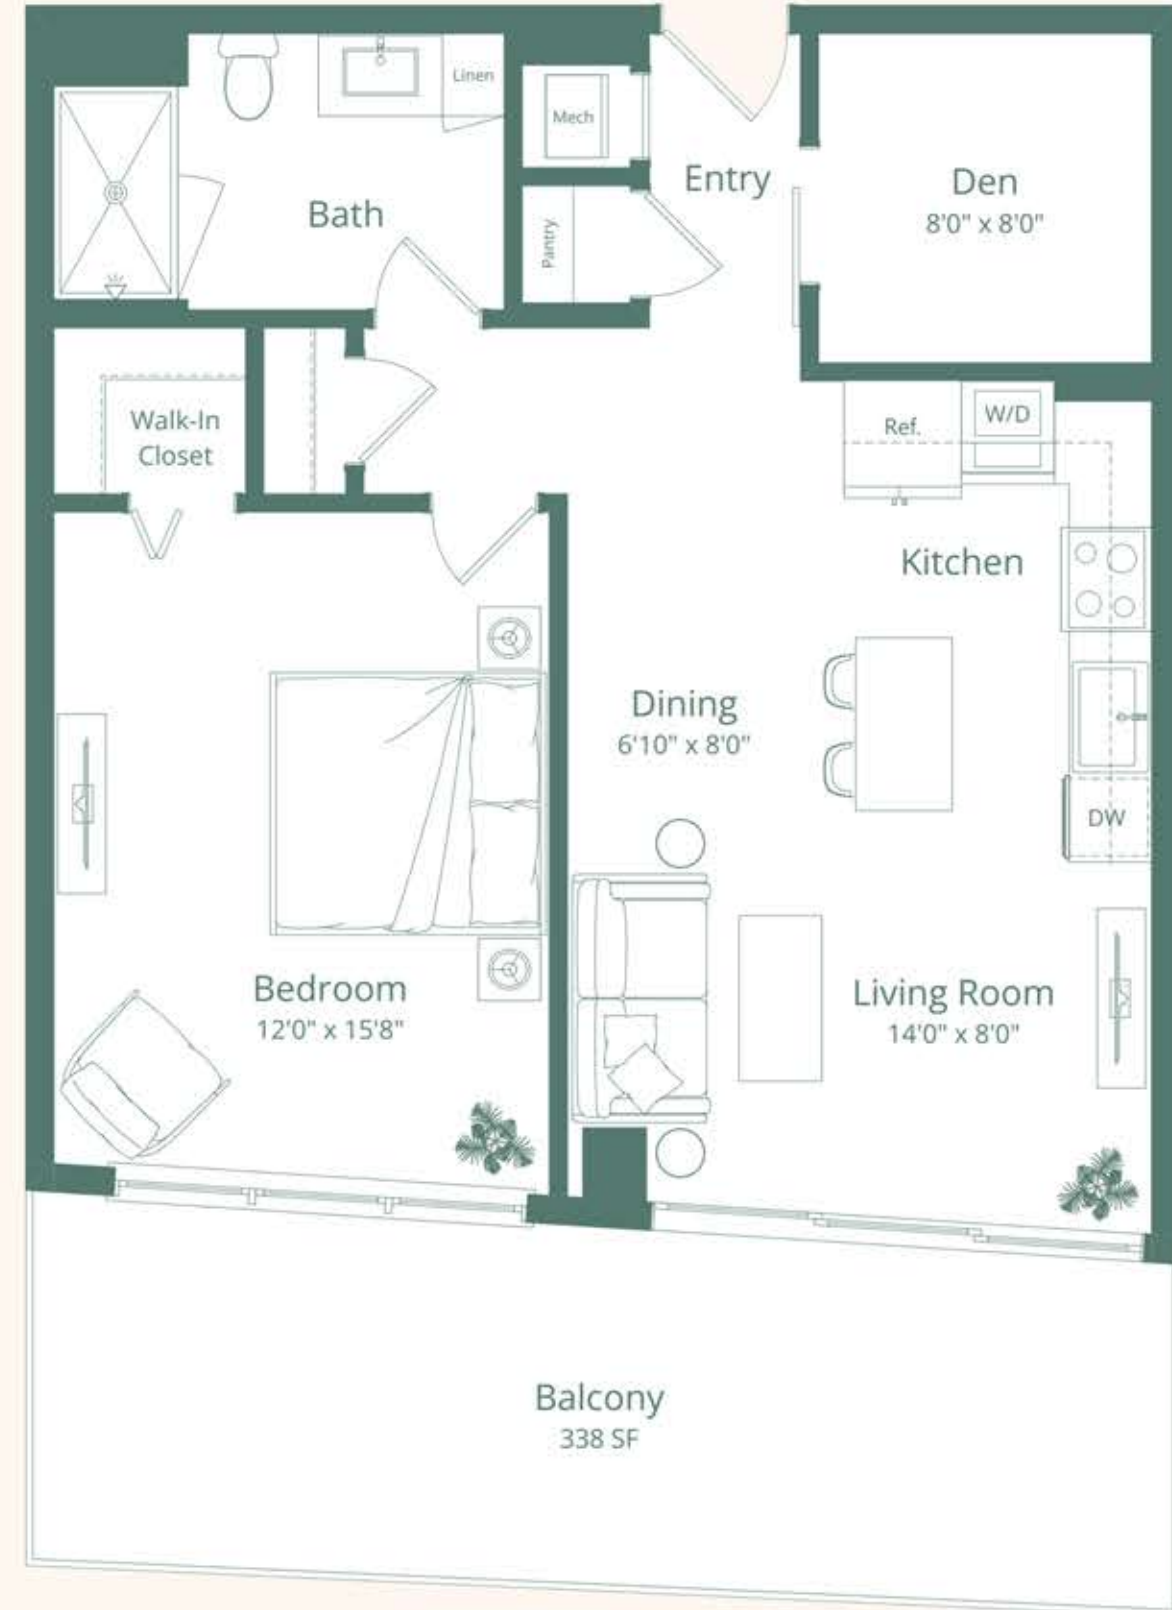 Linen
Mech
Entry
Den
8'0" x 8'0"
Bath
Pantry
Walk-In
Closet
Ref.
W/D
Kitchen
Dining
6'10" x 8'0"
DW
Bedroom
12'0" x 15'8"
Living Room
14'0" x 8'0"
Balcony
338 SF